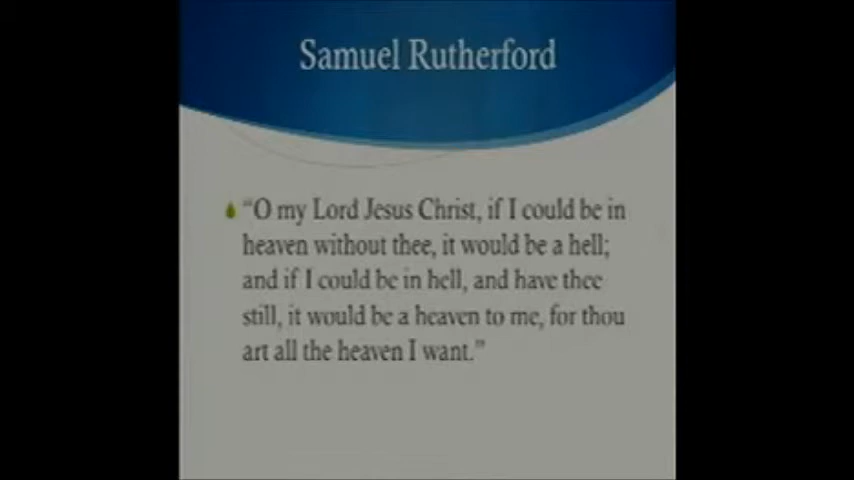 Samuel Rutherford
“O my Lord Jesus Christ, if I could be in
heaven without thee, it would be a hell;
and if I could be in hell, and have thee
still, it would be a heaven to me, for thou
art all the heaven I want.”